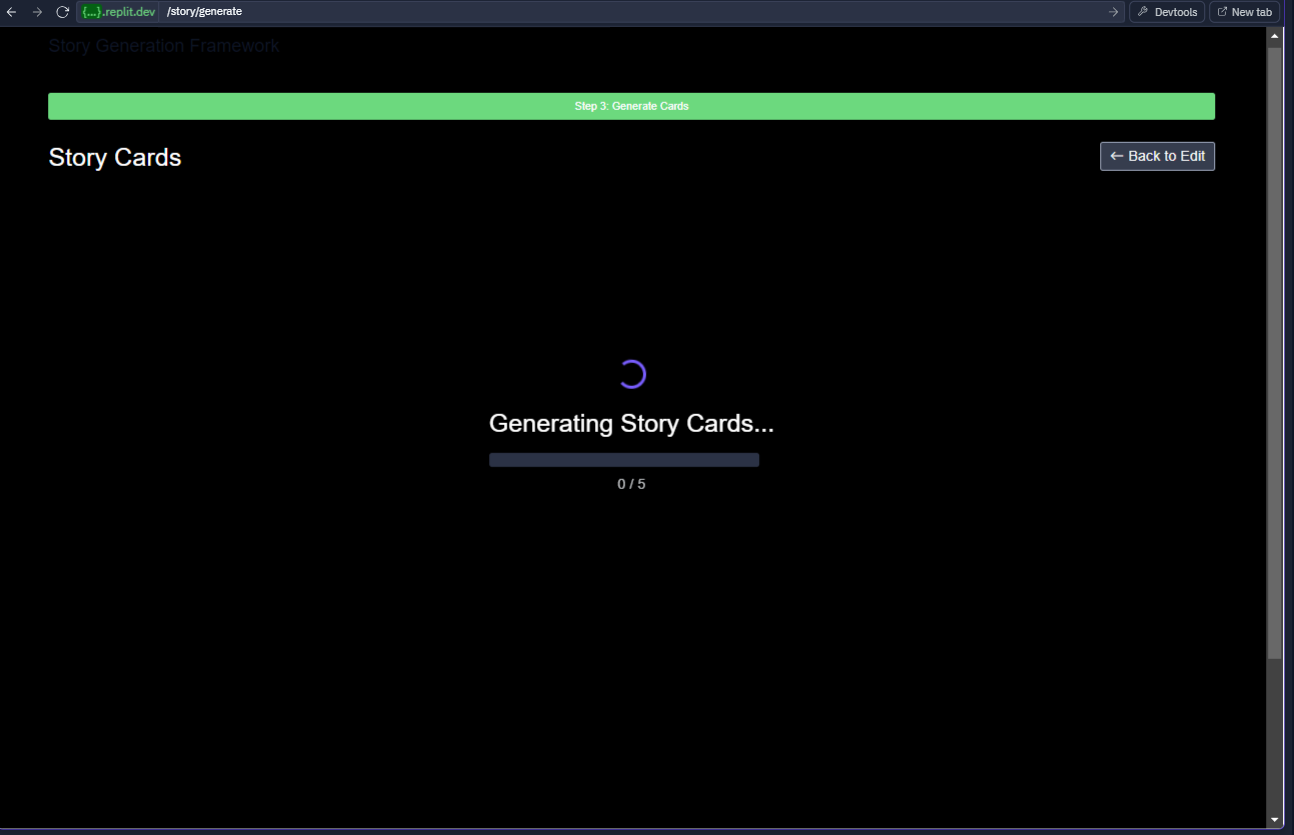 {...}.replit.dev /story/generate Devtools New tab
Story Generation Framework
Step 3: Generate Cards
Story Cards
← Back to Edit
Generating Story Cards...
0 / 5